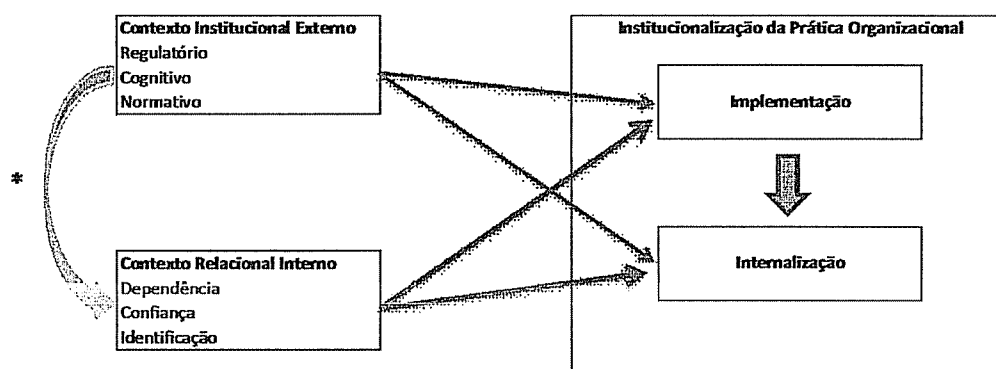 Contexto Institucional Externo
Regulatório
Cognitivo
Normativo
Institucionalização da Prática Organizacional
Implementação
*
Contexto Relacional Interno
Dependência
Confiança
Identificação
Internalização